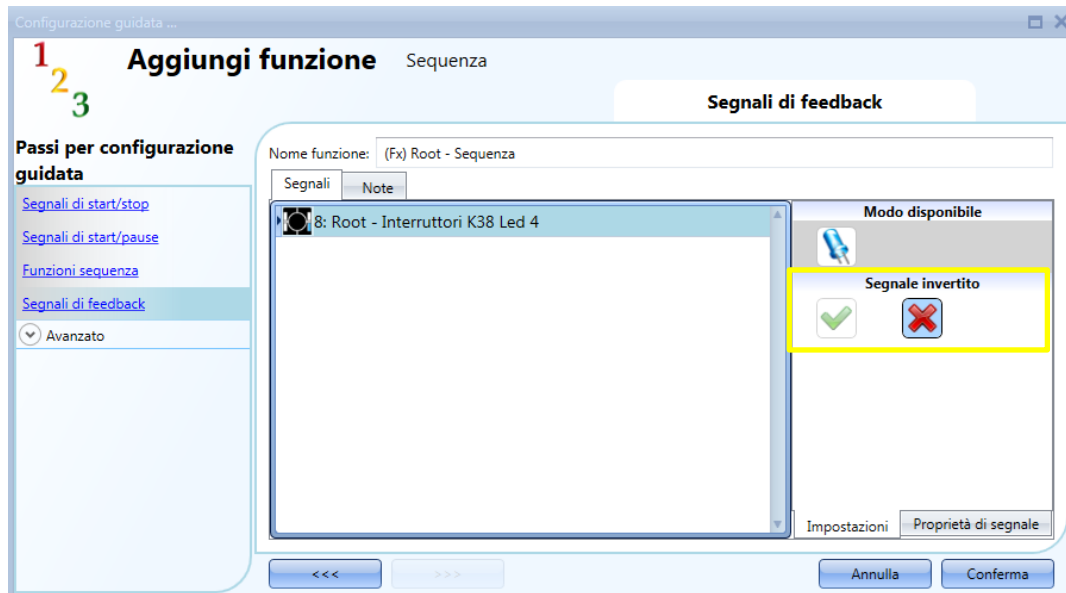 Configurazione guidata ...
1
2
3
Aggiungi funzione Sequenza
Segnali di feedback
Passi per configurazione
guidata
Segnali di start/stop
Segnali di start/pause
Funzioni sequenza
Segnali di feedback
Avanzato
Nome funzione: (Fx) Root - Sequenza
Segnali Note
8: Root - Interruttori K38 Led 4
Modo disponibile
Segnale invertito
Impostazioni Proprietà di segnale
<<< >>> Annulla Conferma